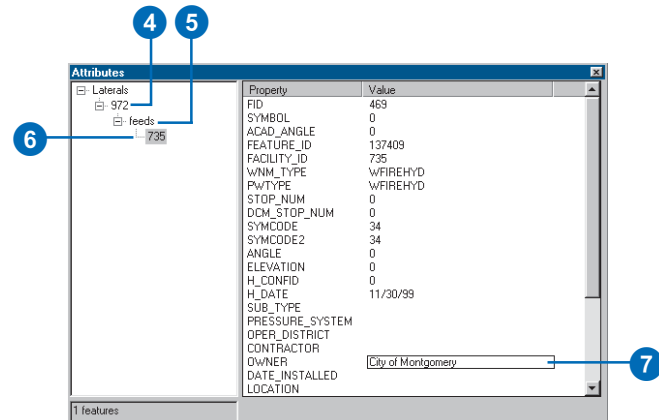 4 5
Attributes
Laterals
972
feeds
6
735
Property Value
FID 469
SYMBOL 0
ACAD_ANGLE 0
FEATURE_ID 137409
FACILITY_ID 735
WNM_TYPE WFIREHYD
PWTYPE WFIREHYD
STOP_NUM 0
DCM_STOP_NUM 0
SYMCODE 34
SYMCODE2 34
ANGLE 0
ELEVATION 0
H_CONFID 0
H_DATE 11/30/99
SUB_TYPE
PRESSURE_SYSTEM
OPER_DISTRICT
CONTRACTOR
OWNER City of Montgomery 7
DATE_INSTALLED
LOCATION
1 features